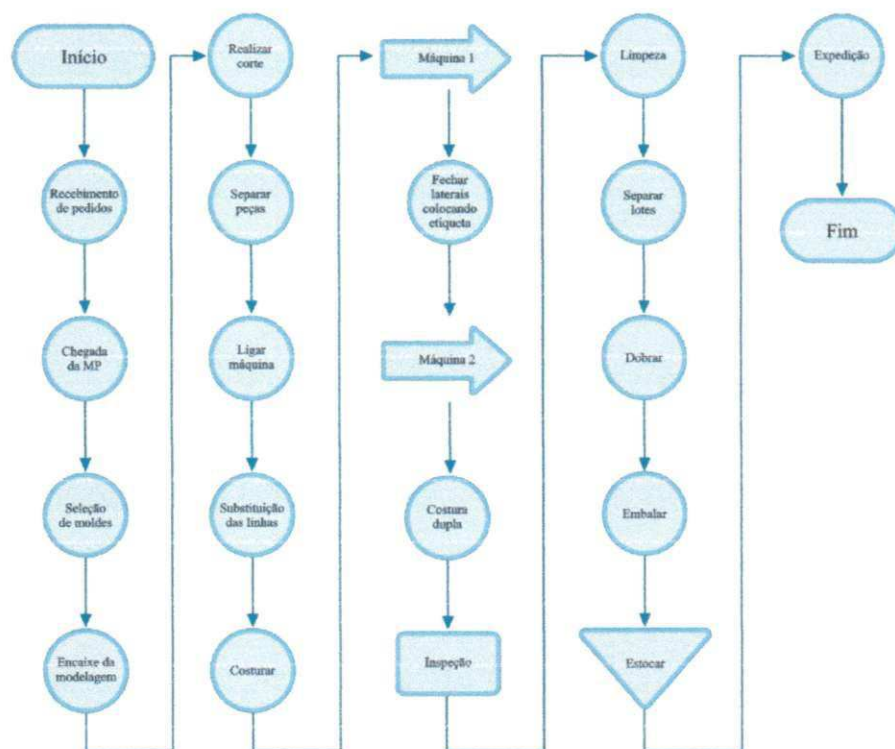 Início
Recebimento
de pedidos
Chegada
da MP
Seleção
de moldes
Encaixe da
modelagem
Realizar
corte
Separar
peças
Ligar
máquina
Substituição
das linhas
Costurar
Máquina 1
Fechar
laterais
colocando
etiqueta
Máquina 2
Costura
dupla
Inspeção
Limpeza
Separar
lotes
Dobrar
Embalar
Estocar
Expedição
Fim